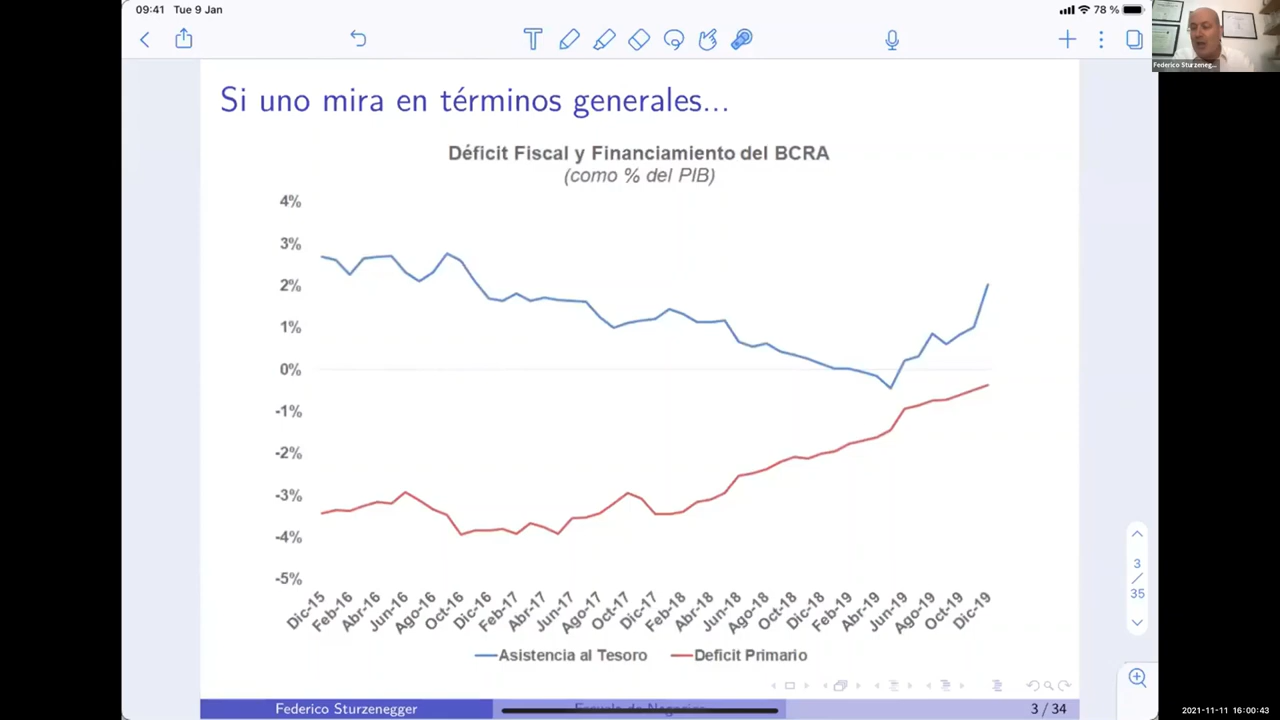 09:41 Tue 9 Jan
78 %
Federico Sturzeneg...
Si uno mira en términos generales...
Déficit Fiscal y Financiamiento del BCRA
(como % del PIB)
4%
3%
2%
1%
0%
-1%
-2%
-3%
-4%
-5%
Dic-15
Feb-16
Abr-16
Jun-16
Ago-16
Oct-16
Dic-16
Feb-17
Abr-17
Jun-17
Ago-17
Oct-17
Dic-17
Feb-18
Abr-18
Jun-18
Ago-18
Oct-18
Dic-18
Feb-19
Abr-19
Jun-19
Ago-19
Oct-19
Dic-19
Asistencia al Tesoro
Deficit Primario
3
/
35
Federico Sturzenegger
Escuela de Negocios
3 / 34
2021-11-11 16:00:43